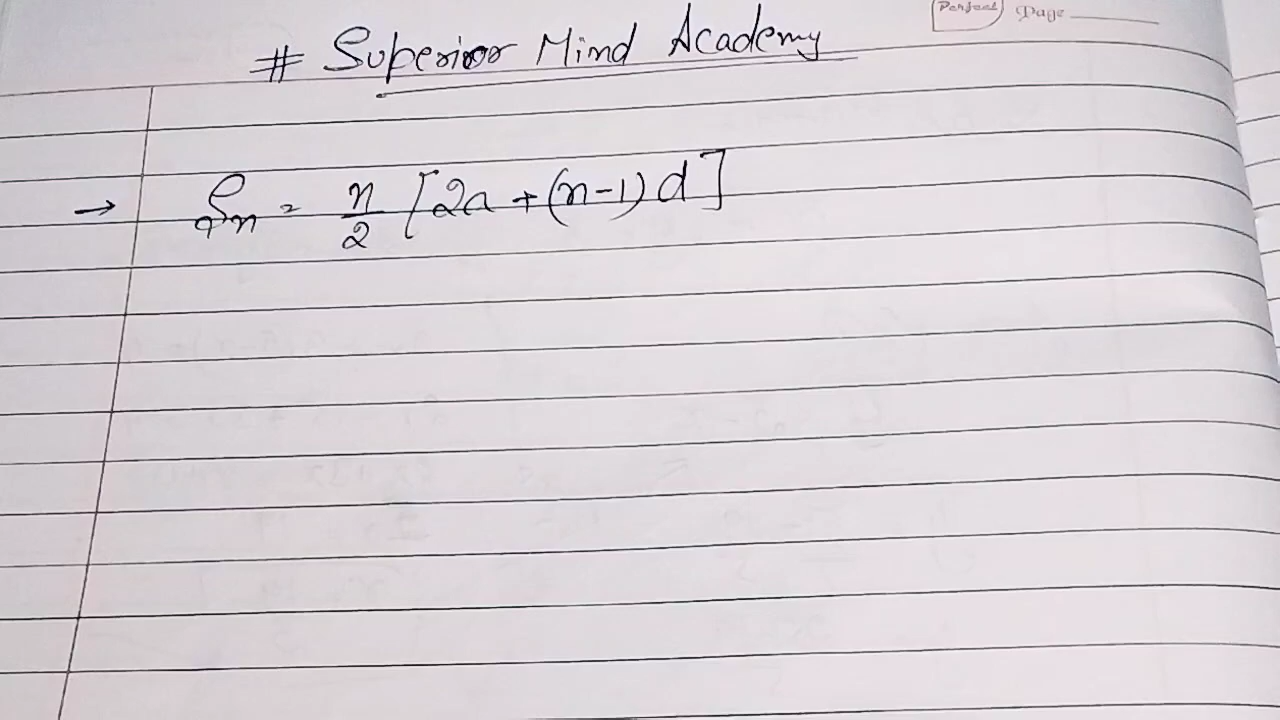 Perfect Page
# Superior Mind Academy
→ Sn = n/2 [2a + (n-1) d]